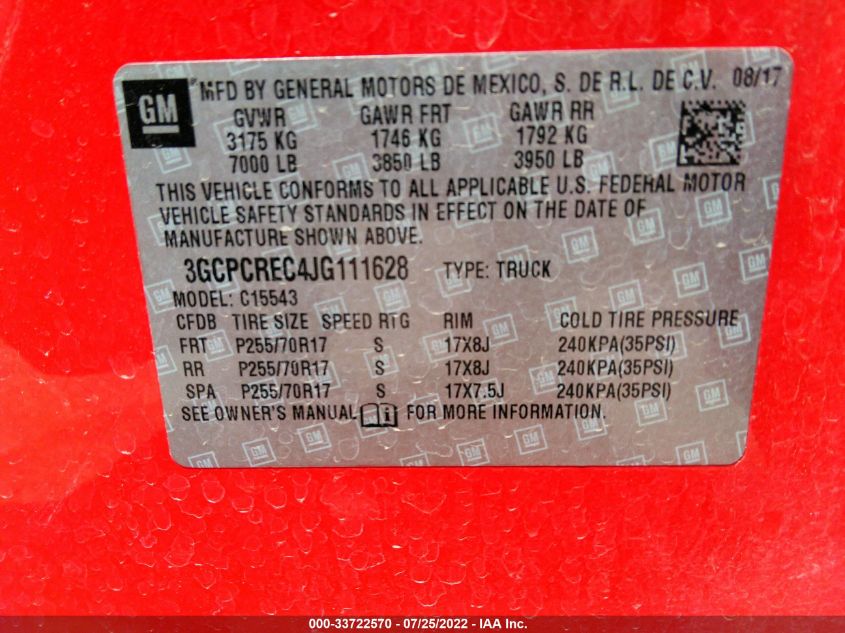 GM MFD BY GENERAL MOTORS DE MEXICO, S. DE R.L. DE C.V. 08/17
GVWR GAWR FRT GAWR RR
3175 KG 1746 KG 1792 KG
7000 LB 3850 LB 3950 LB
THIS VEHICLE CONFORMS TO ALL APPLICABLE U.S. FEDERAL MOTOR
VEHICLE SAFETY STANDARDS IN EFFECT ON THE DATE OF
MANUFACTURE SHOWN ABOVE.
3GCPCREC4JG111628 TYPE: TRUCK
MODEL: C15543
CFDB TIRE SIZE SPEED RTG RIM COLD TIRE PRESSURE
FRT P255/70R17 S 17X8J 240KPA(35PSI)
RR P255/70R17 S 17X8J 240KPA(35PSI)
SPA P255/70R17 S 17X7.5J 240KPA(35PSI)
SEE OWNER'S MANUAL FOR MORE INFORMATION.
000-33722570 - 07/25/2022 - IAA Inc.